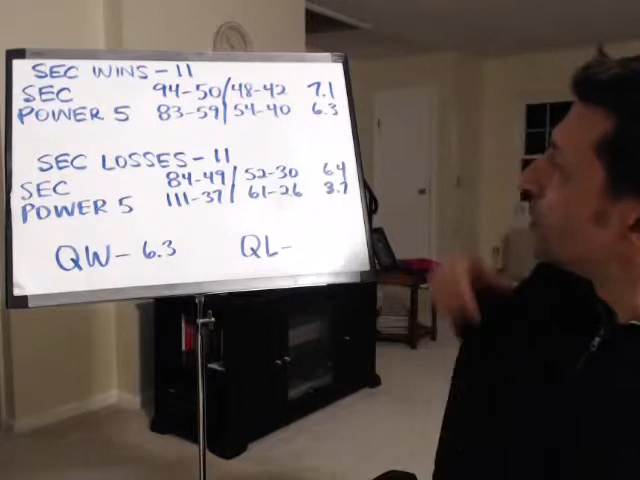 SEC WINS - 11
SEC 94-50/48-42 7.1
POWER 5 83-59/54-40 6.3
SEC LOSSES - 11
SEC 84-49/52-30 6.4
POWER 5 111-37/61-26 3.7
QW - 6.3 QL -